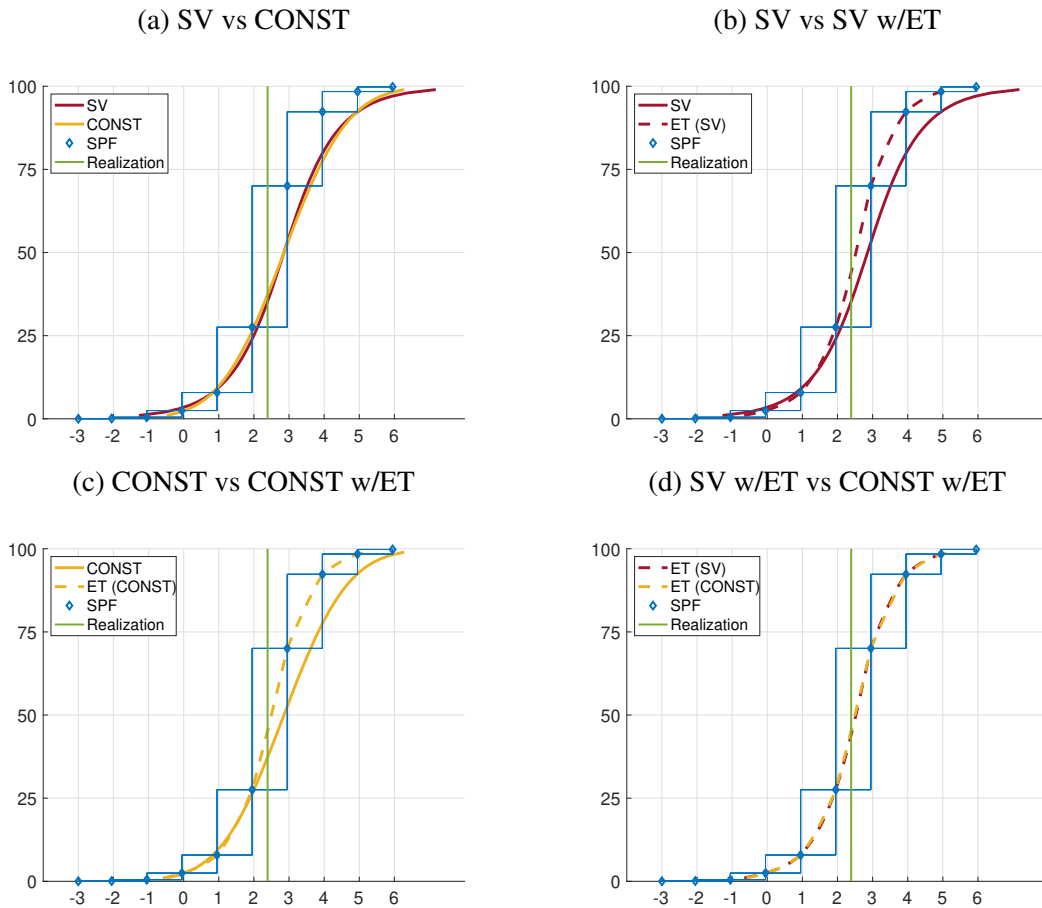 (a) SV vs CONST
(b) SV vs SV w/ET
100
75
50
25
0
-3 -2 -1 0 1 2 3 4 5 6
SV
CONST
SPF
Realization
100
75
50
25
0
-3 -2 -1 0 1 2 3 4 5 6
SV
ET (SV)
SPF
Realization
(c) CONST vs CONST w/ET
(d) SV w/ET vs CONST w/ET
100
75
50
25
0
-3 -2 -1 0 1 2 3 4 5 6
CONST
ET (CONST)
SPF
Realization
100
75
50
25
0
-3 -2 -1 0 1 2 3 4 5 6
ET (SV)
ET (CONST)
SPF
Realization